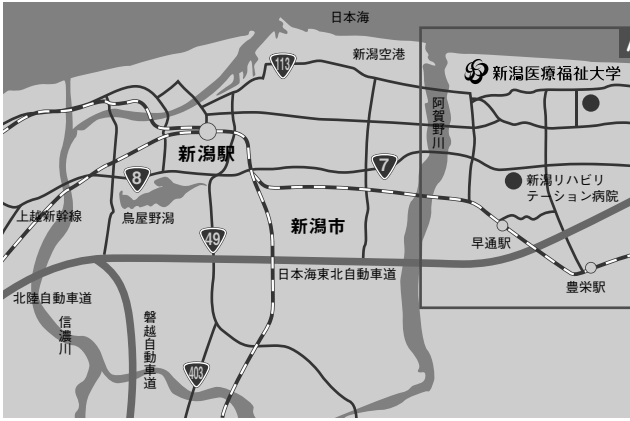 日本海
新潟空港
113
新潟医療福祉大学
阿賀野川
新潟駅
7
8
新潟リハビリ
テーション病院
上越新幹線
鳥屋野潟
新潟市
49
早通駅
日本海東北自動車道
豊栄駅
北陸自動車道
信濃川
磐越自動車道
403